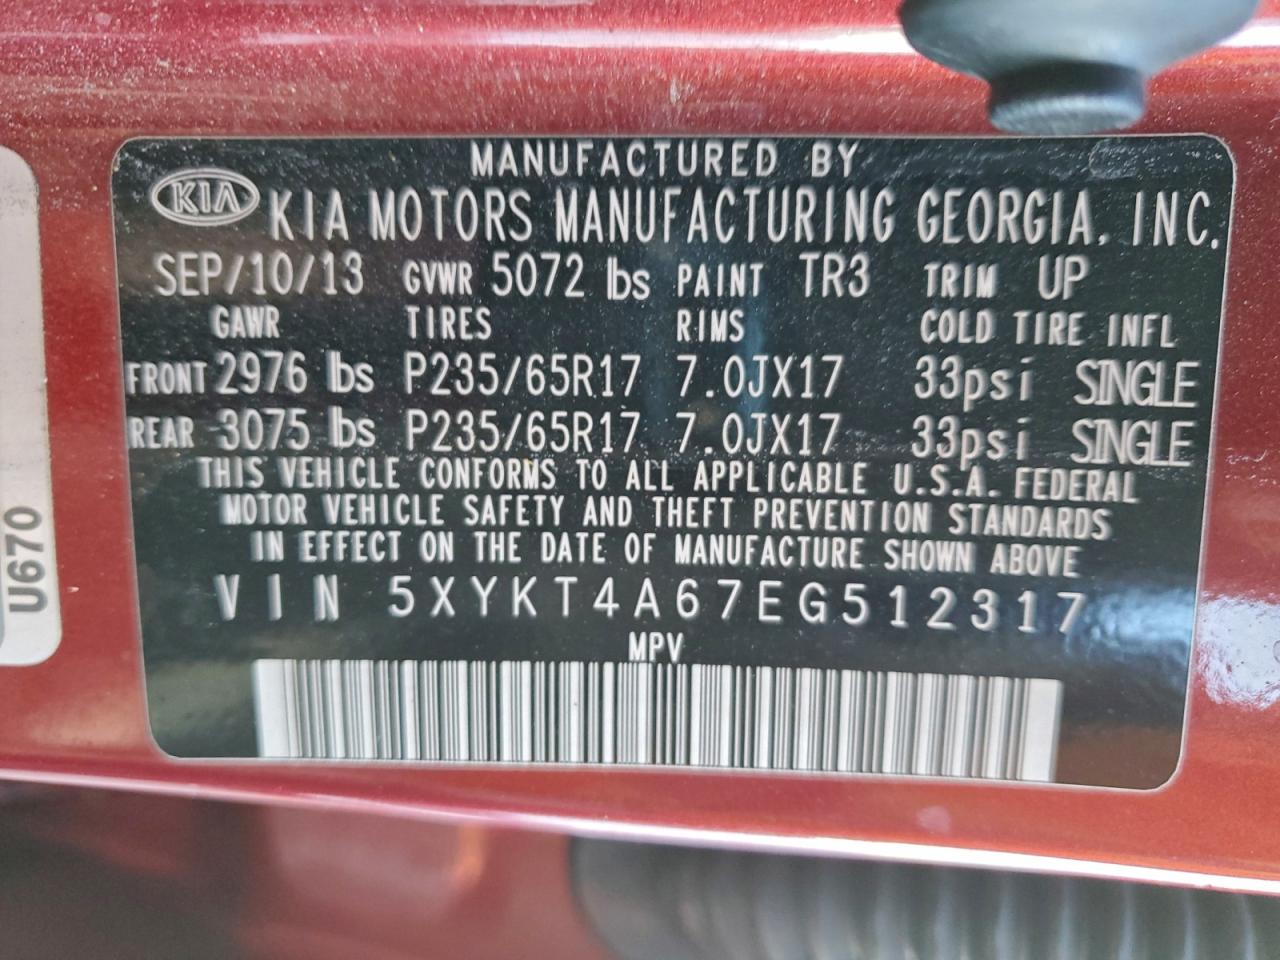 MANUFACTURED BY
KIA KIA MOTORS MANUFACTURING GEORGIA, INC.
SEP/10/13 GVWR 5072 lbs PAINT TR3 TRIM UP
GAWR TIRES RIMS COLD TIRE INFL
FRONT 2976 lbs P235/65R17 7.0JX17 33psi SINGLE
REAR 3075 lbs P235/65R17 7.0JX17 33psi SINGLE
THIS VEHICLE CONFORMS TO ALL APPLICABLE U.S.A. FEDERAL
MOTOR VEHICLE SAFETY AND THEFT PREVENTION STANDARDS
IN EFFECT ON THE DATE OF MANUFACTURE SHOWN ABOVE
VIN 5XYKT4A67EG512317
MPV
U670